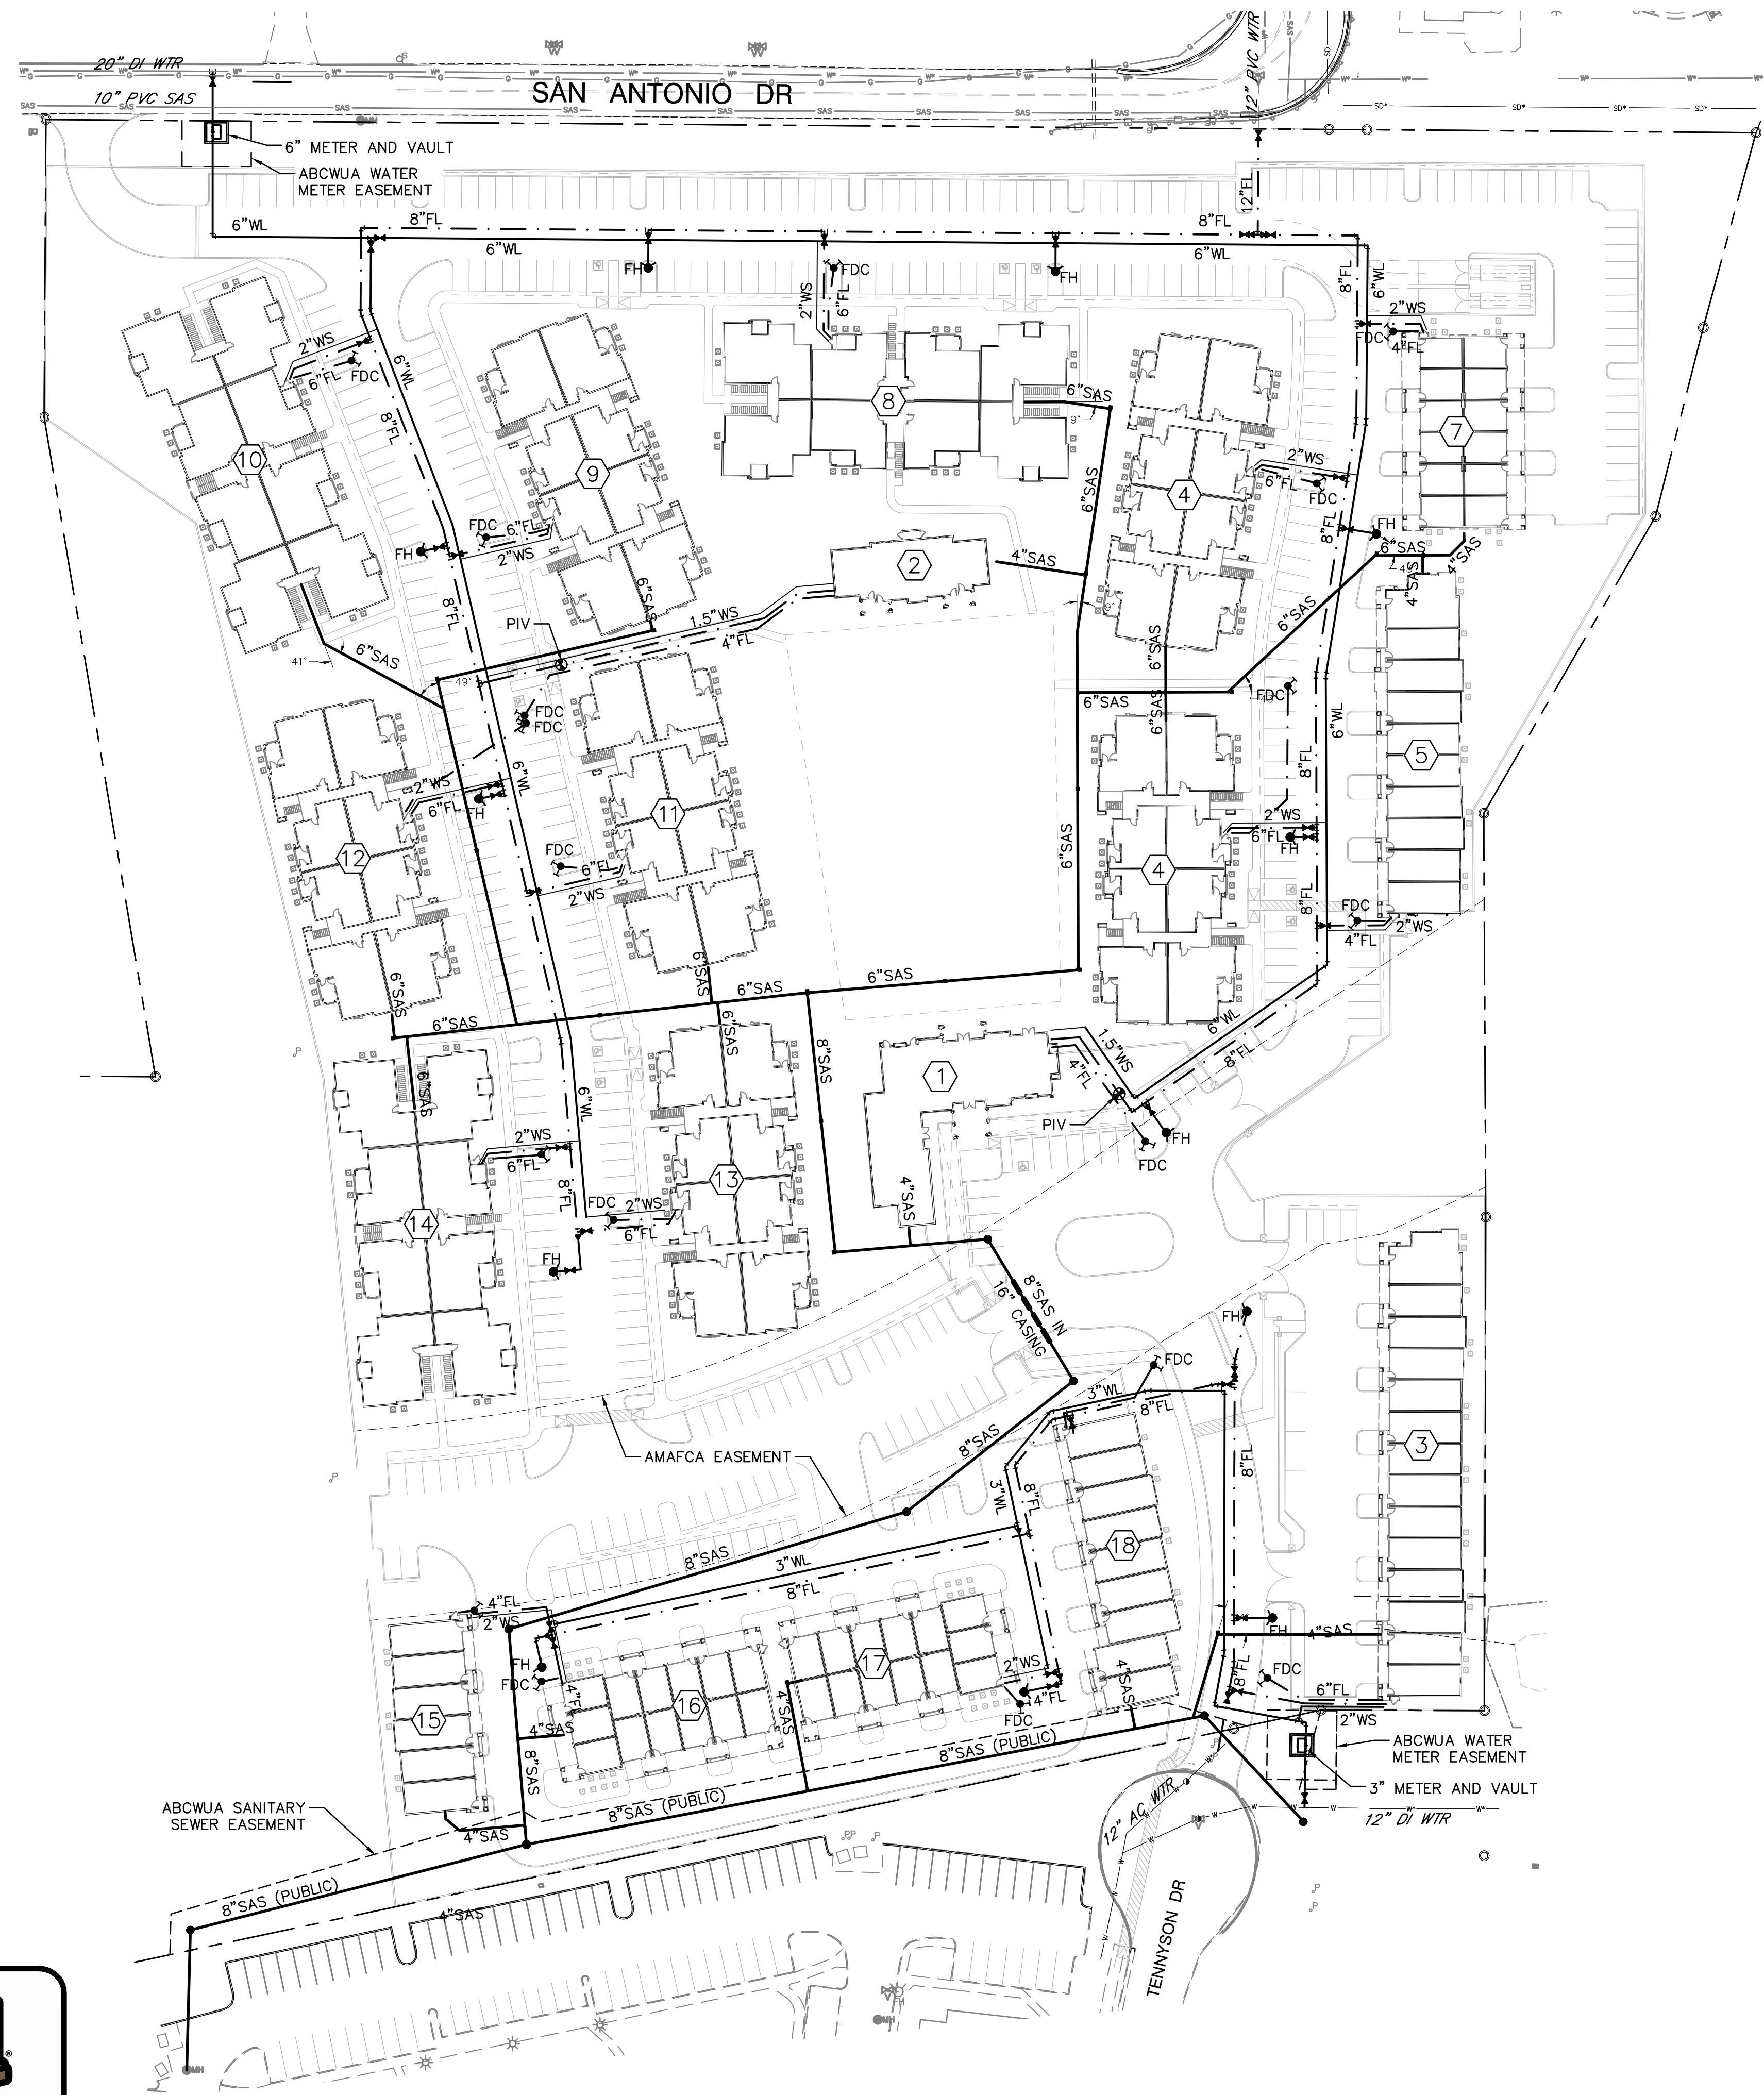 20" DI WTR
10" PVC SAS
SAN ANTONIO DR
12" PVC WTR
SAS
SD
6" METER AND VAULT
ABCWUA WATER
METER EASEMENT
12"FL
6"WL
8"FL
6"WL
8"FL
6"WL
FH
FDC
FH
2"WS
6"FL
8"FL
6"WL
2"WS
FDC
4"FL
2"WS
6"FL
FDC
6"WL
8"FL
10
9
8
6"SAS
9°
4
7
2"WS
6"FL
FDC
6"SAS
8"FL
FH
6"SAS
4"SAS
4"SAS
FDC
6"FL
FH
2"WS
2
4"SAS
8"FL
6"SAS
PIV
1.5"WS
4"FL
9°
6"SAS
6"SAS
41°
6"SAS
49°
FDC
FDC
6"SAS
6"SAS
FDC
6"WL
8"FL
5
2"WS
6"FL
FH
6"WL
11
12
2"WS
6"FL
FH
FDC
6"FL
2"WS
6"SAS
4
8"FL
FDC
2"WS
4"FL
6"SAS
6"SAS
6"SAS
6"SAS
6"SAS
6"SAS
8"SAS
1
1.5"WS
4"FL
6"WL
8"FL
6"SAS
6"WL
PIV
FH
FDC
2"WS
6"FL
8"FL
13
14
FDC
2"WS
6"FL
FH
4"SAS
8"SAS IN
16" CASING
FH
FDC
3"WL
8"FL
8"FL
3
AMAFCA EASEMENT
8"SAS
3"WL
8"FL
8"SAS
3"WL
8"FL
18
4"FL
2"WS
FH
FDC
4"FL
15
16
17
4"SAS
8"SAS
4"SAS
2"WS
4"FL
FDC
4"SAS
FH
4"SAS
8"FL
FDC
6"FL
2"WS
8"SAS (PUBLIC)
8"SAS (PUBLIC)
ABCWUA WATER
METER EASEMENT
3" METER AND VAULT
12" AC WTR
12" DI WTR
ABCWUA SANITARY
SEWER EASEMENT
4"SAS
8"SAS (PUBLIC)
4"SAS
TENNYSON DR
FH
MH
MH